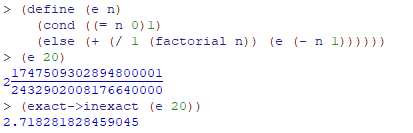 > (define (e n)
(cond ((= n 0)1)
(else (+ (/ 1 (factorial n)) (e (- n 1))))))
> (e 20)
2 1747509302894800001
2432902008176640000
> (exact->inexact (e 20))
2.718281828459045